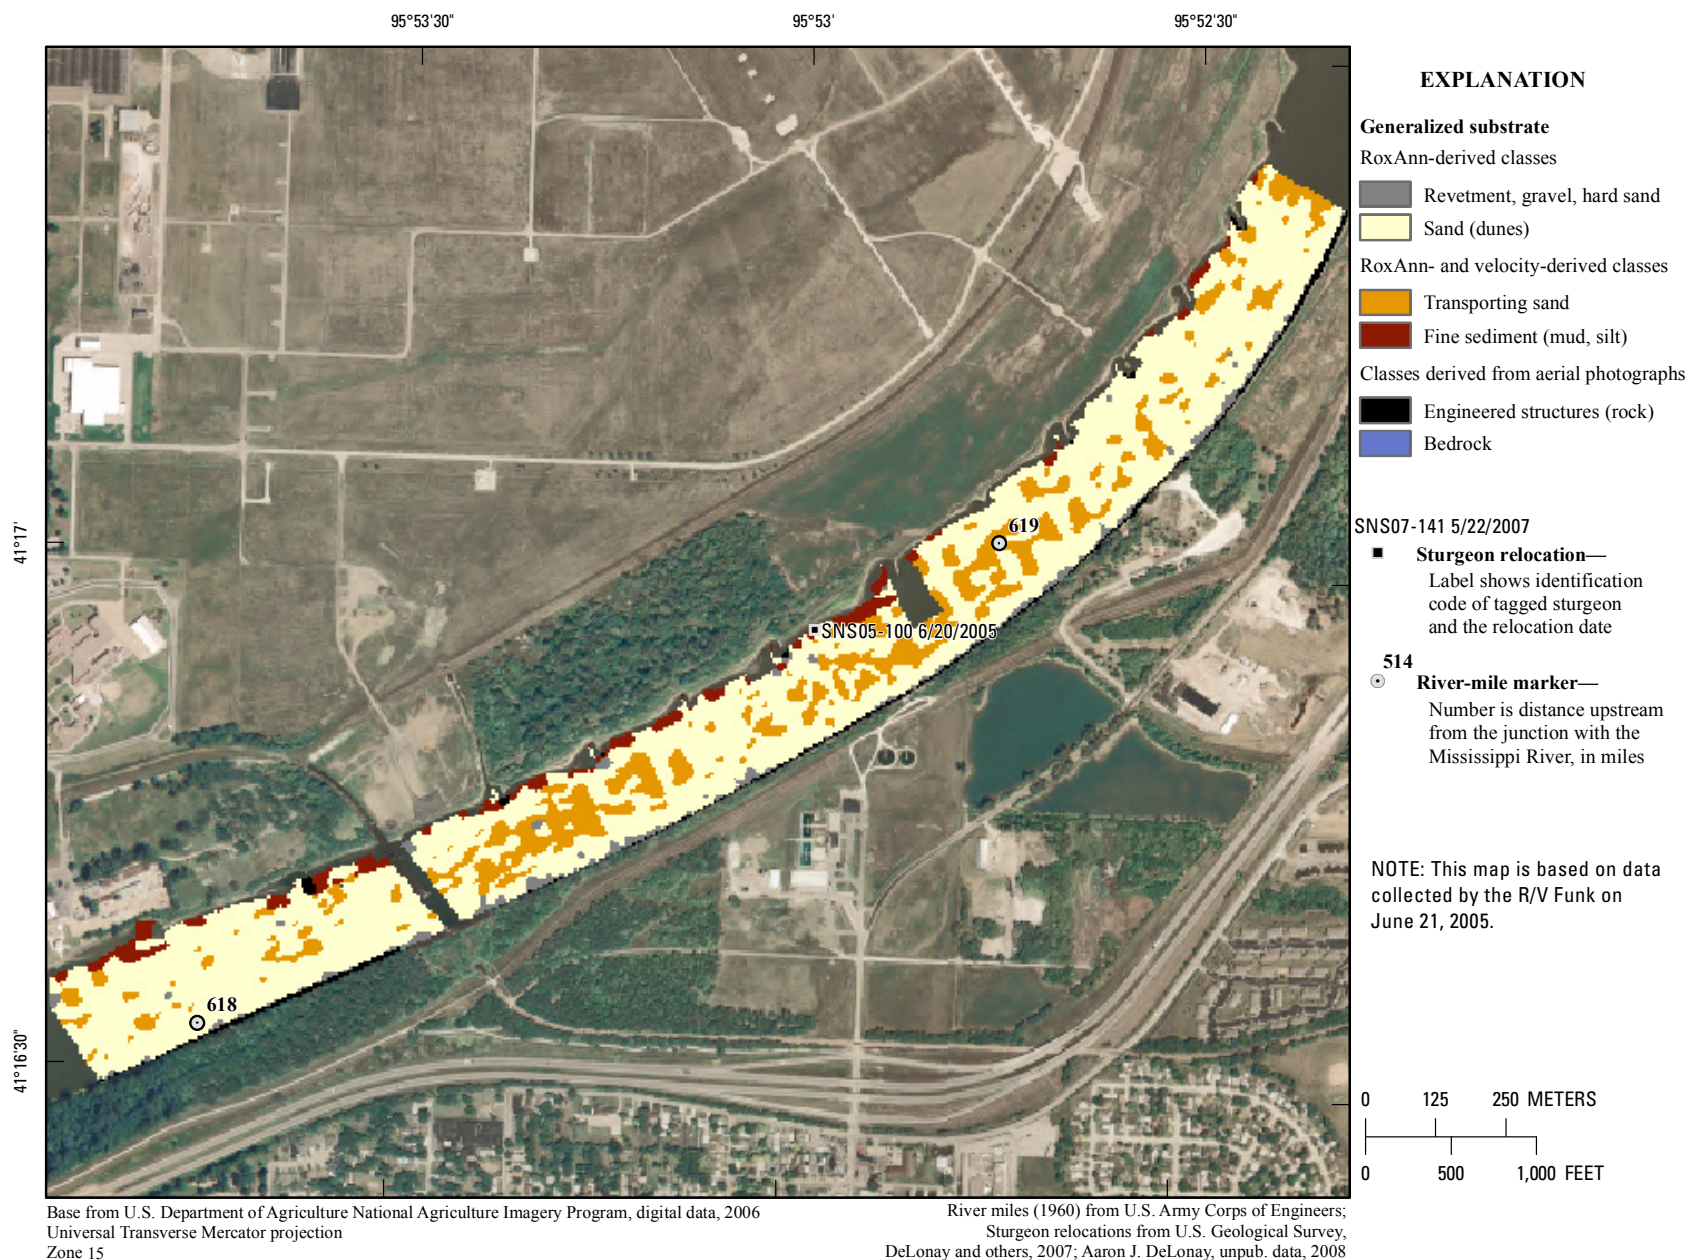 95°53'30"
95°53'
95°52'30"
41°17'
41°16'30"
619
SNS05-100 6/20/2005
618
EXPLANATION
Generalized substrate
RoxAnn-derived classes
Revetment, gravel, hard sand
Sand (dunes)
RoxAnn- and velocity-derived classes
Transporting sand
Fine sediment (mud, silt)
Classes derived from aerial photographs
Engineered structures (rock)
Bedrock
SNS07-141 5/22/2007
Sturgeon relocation—
Label shows identification
code of tagged sturgeon
and the relocation date
514
River-mile marker—
Number is distance upstream
from the junction with the
Mississippi River, in miles
NOTE: This map is based on data
collected by the R/V Funk on
June 21, 2005.
0 125 250 METERS
0 500 1,000 FEET
Base from U.S. Department of Agriculture National Agriculture Imagery Program, digital data, 2006
Universal Transverse Mercator projection
Zone 15
River miles (1960) from U.S. Army Corps of Engineers;
Sturgeon relocations from U.S. Geological Survey,
DeLonay and others, 2007; Aaron J. DeLonay, unpub. data, 2008